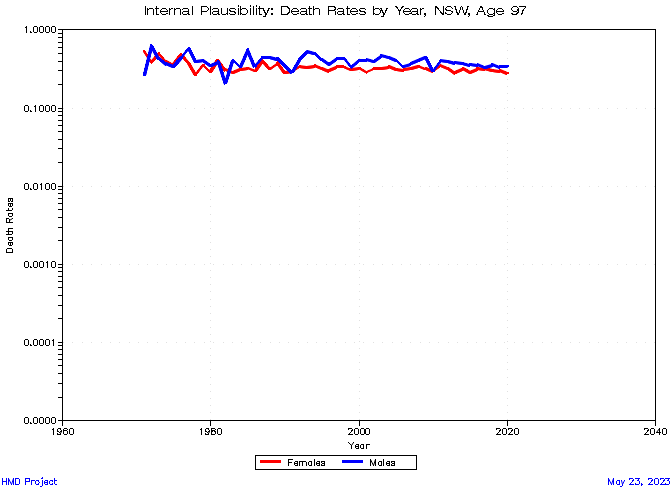 Internal Plausibility: Death Rates by Year, NSW, Age 97
1.0000
0.1000
0.0100
0.0010
0.0001
0.0000
Death Rates
1960 1980 2000 2020 2040
Year
Females Males
HMD Project May 23, 2023